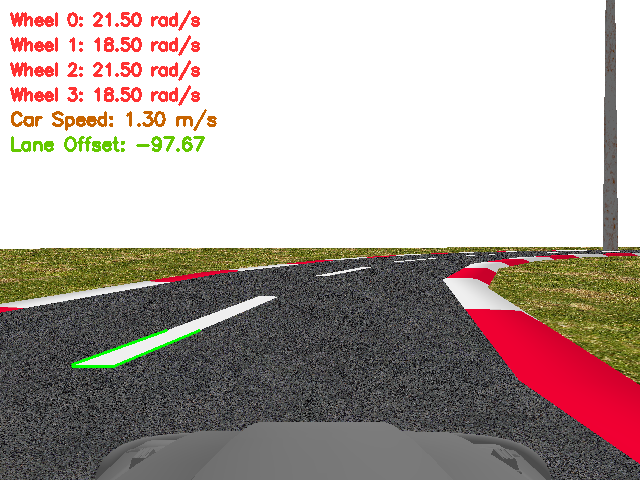 Wheel 0: 21.50 rad/s
Wheel 1: 18.50 rad/s
Wheel 2: 21.50 rad/s
Wheel 3: 18.50 rad/s
Car Speed: 1.30 m/s
Lane Offset: -97.67